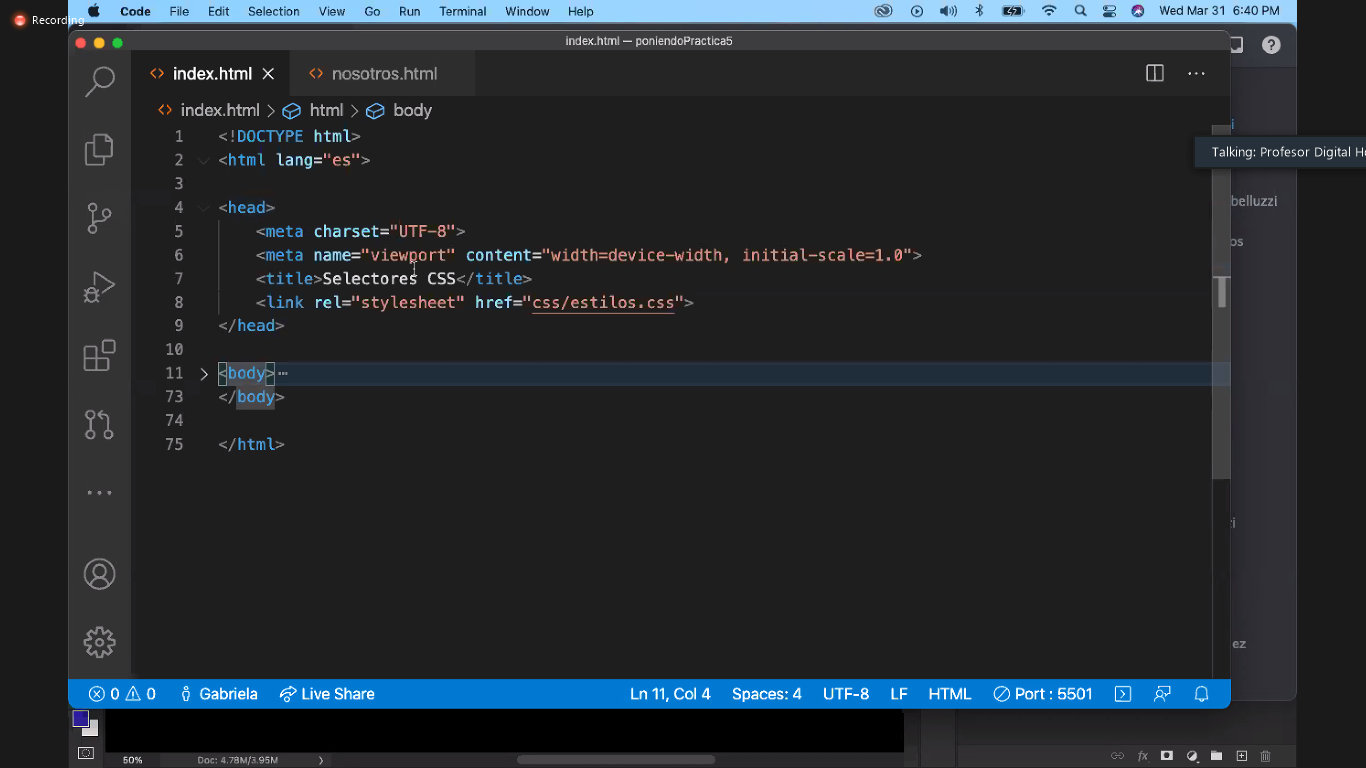 Recording
Code File Edit Selection View Go Run Terminal Window Help Wed Mar 31 6:40 PM
index.html — poniendoPractica5
index.html nosotros.html
index.html > html > body
1 <!DOCTYPE html>
2 <html lang="es">
3
4 <head>
5 <meta charset="UTF-8">
6 <meta name="viewport" content="width=device-width, initial-scale=1.0">
7 <title>Selectores CSS</title>
8 <link rel="stylesheet" href="css/estilos.css">
9 </head>
10
11 <body>
73 </body>
74
75 </html>
Talking: Profesor Digital Ho
belluzzi
os
ez
0 0 Gabriela Live Share Ln 11, Col 4 Spaces: 4 UTF-8 LF HTML Port : 5501
50% Doc: 4.78M/3.95M
fx